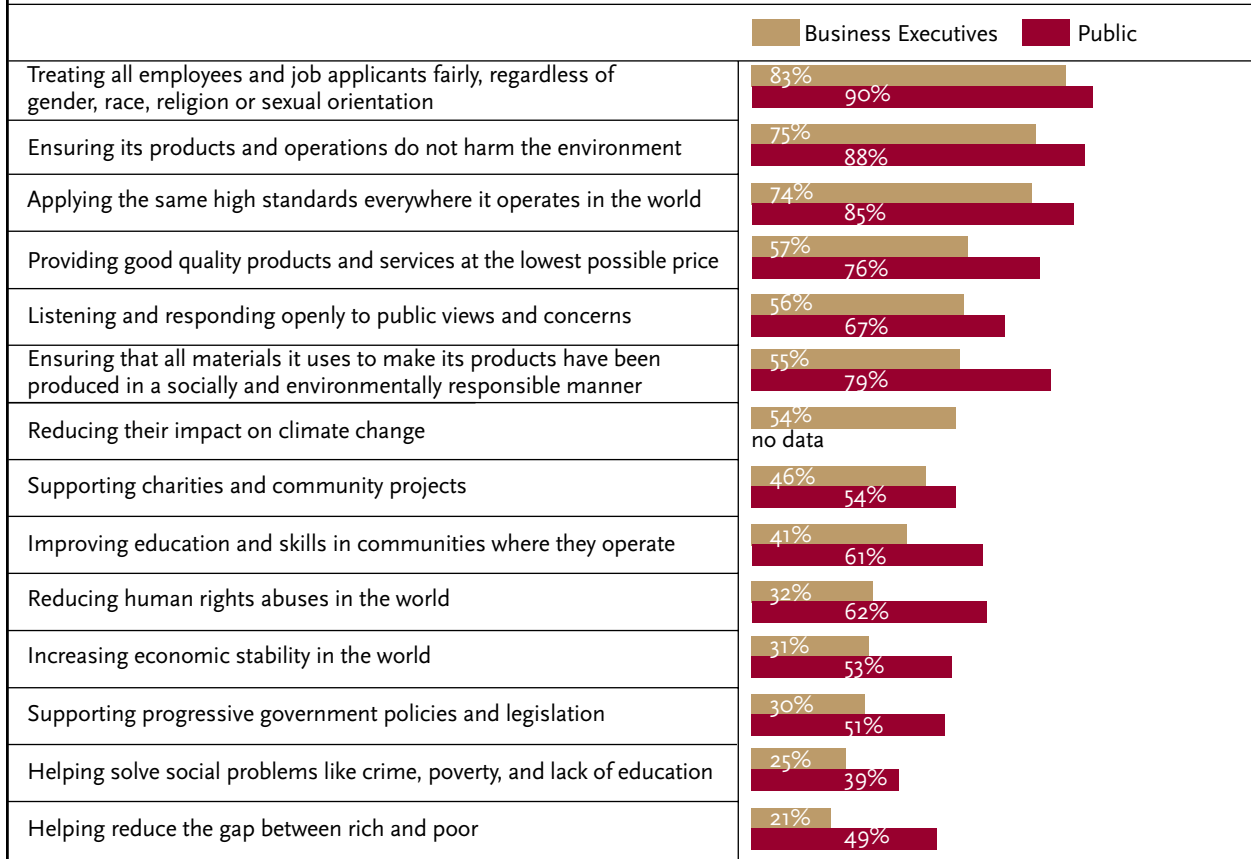 Business Executives Public
Treating all employees and job applicants fairly, regardless of
gender, race, religion or sexual orientation
83%
90%
Ensuring its products and operations do not harm the environment
75%
88%
Applying the same high standards everywhere it operates in the world
74%
85%
Providing good quality products and services at the lowest possible price
57%
76%
Listening and responding openly to public views and concerns
56%
67%
Ensuring that all materials it uses to make its products have been
produced in a socially and environmentally responsible manner
55%
79%
Reducing their impact on climate change
54%
no data
Supporting charities and community projects
46%
54%
Improving education and skills in communities where they operate
41%
61%
Reducing human rights abuses in the world
32%
62%
Increasing economic stability in the world
31%
53%
Supporting progressive government policies and legislation
30%
51%
Helping solve social problems like crime, poverty, and lack of education
25%
39%
Helping reduce the gap between rich and poor
21%
49%